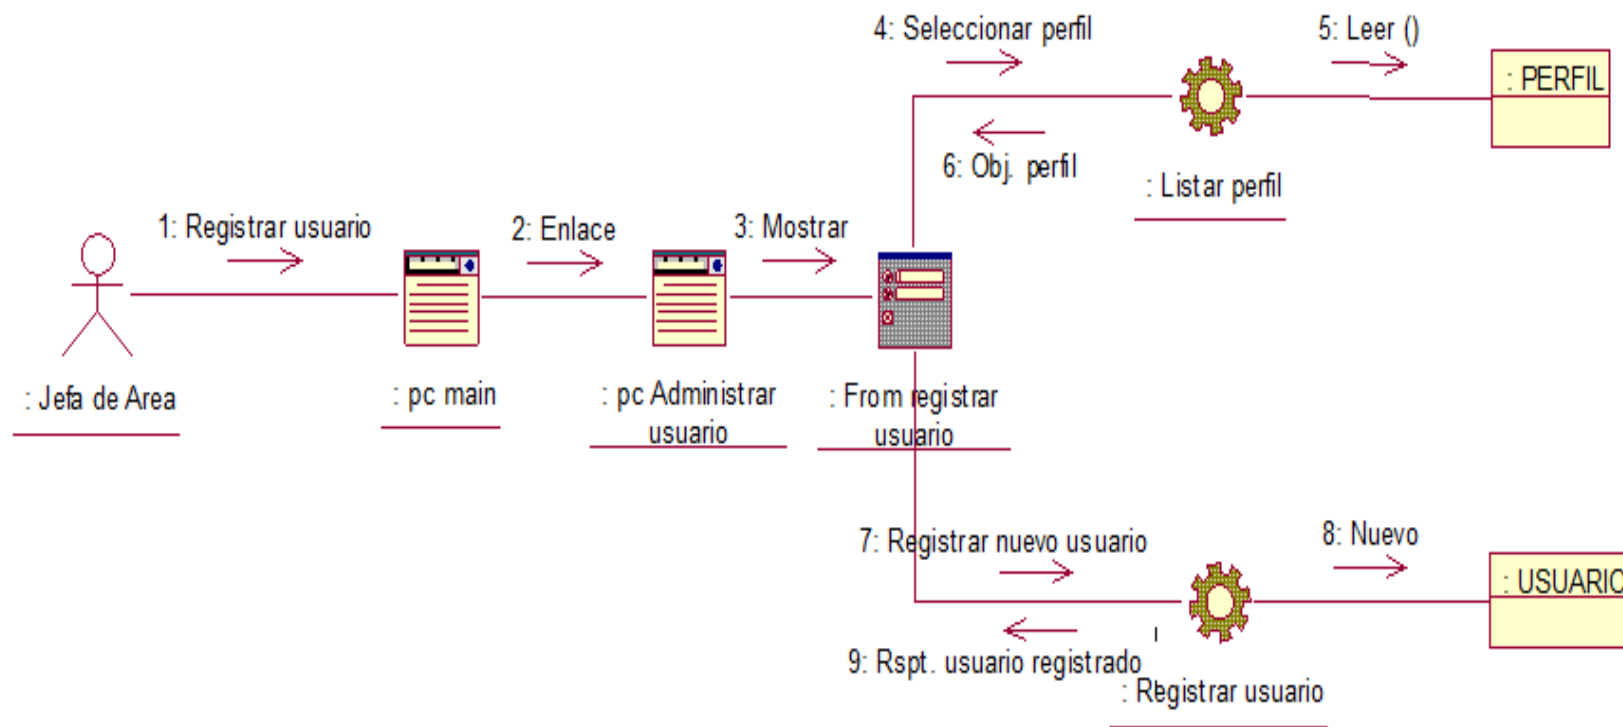 4: Seleccionar perfil
5: Leer ()
: PERFIL
6: Obj. perfil
: Listar perfil
1: Registrar usuario
2: Enlace
3: Mostrar
: Jefa de Area
: pc main
: pc Administrar
usuario
: From registrar
usuario
7: Registrar nuevo usuario
8: Nuevo
: USUARIO
9: Rspt. usuario registrado
: Registrar usuario